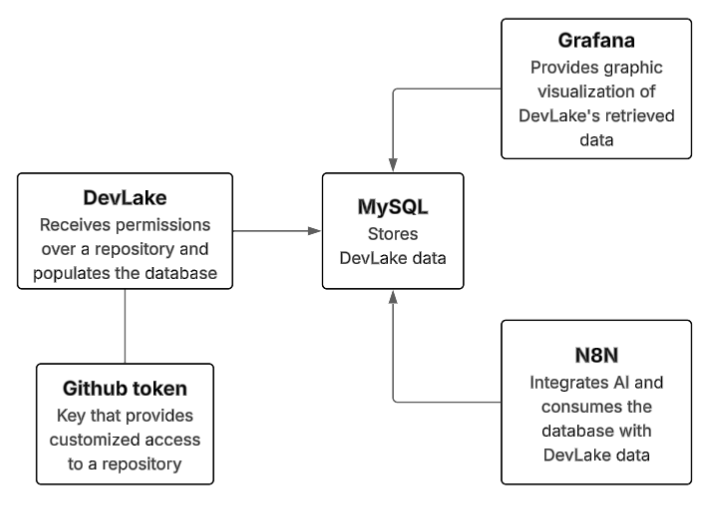 Grafana
Provides graphic
visualization of
DevLake's retrieved
data
DevLake
Receives permissions
over a repository and
populates the database
MySQL
Stores
DevLake data
Github token
Key that provides
customized access
to a repository
N8N
Integrates AI and
consumes the
database with
DevLake data